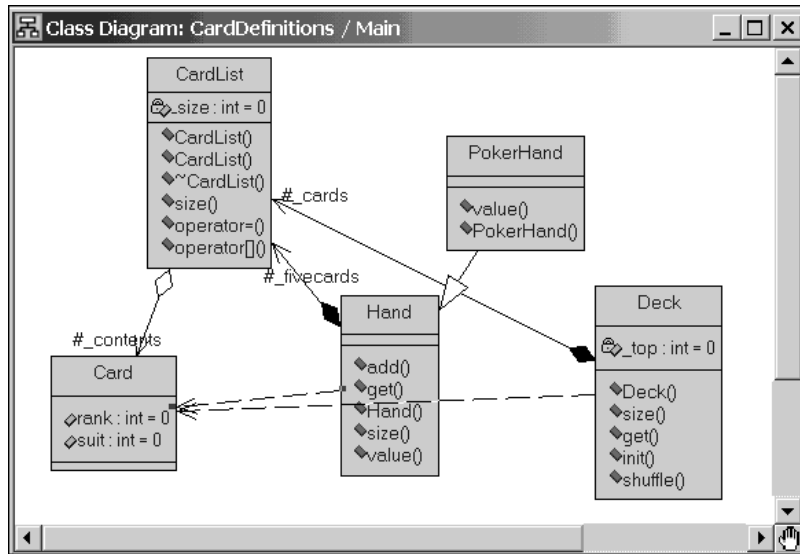 Class Diagram: CardDefinitions / Main
CardList
_size : int = 0
CardList()
CardList()
~CardList()
size()
operator=()
operator[]()
PokerHand
value()
PokerHand()
#_cards
#_fivecards
Hand
add()
get()
Hand()
size()
value()
Deck
_top : int = 0
Deck()
size()
get()
init()
shuffle()
#_contents
Card
rank : int = 0
suit : int = 0